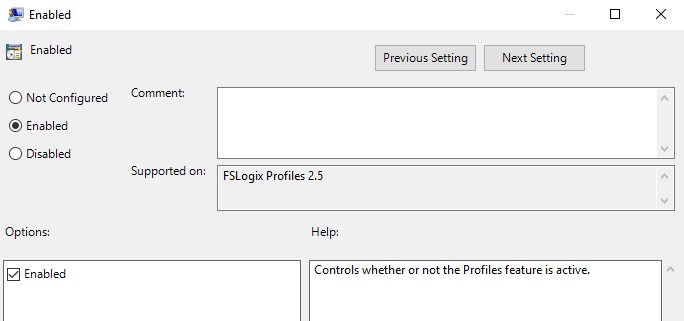 Enabled
Enabled
Previous Setting
Next Setting
Not Configured
Enabled
Disabled
Comment:
Supported on:
FSLogix Profiles 2.5
Options:
Help:
Enabled
Controls whether or not the Profiles feature is active.